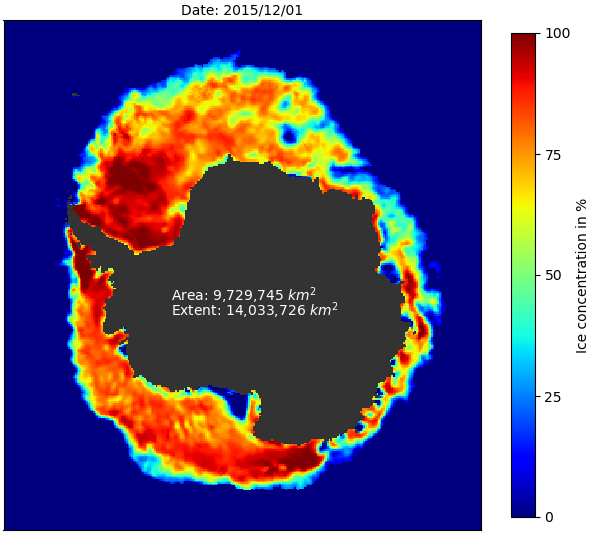 Date: 2015/12/01
100
75
50
25
0
Ice concentration in %
Area: 9,729,745 km²
Extent: 14,033,726 km²